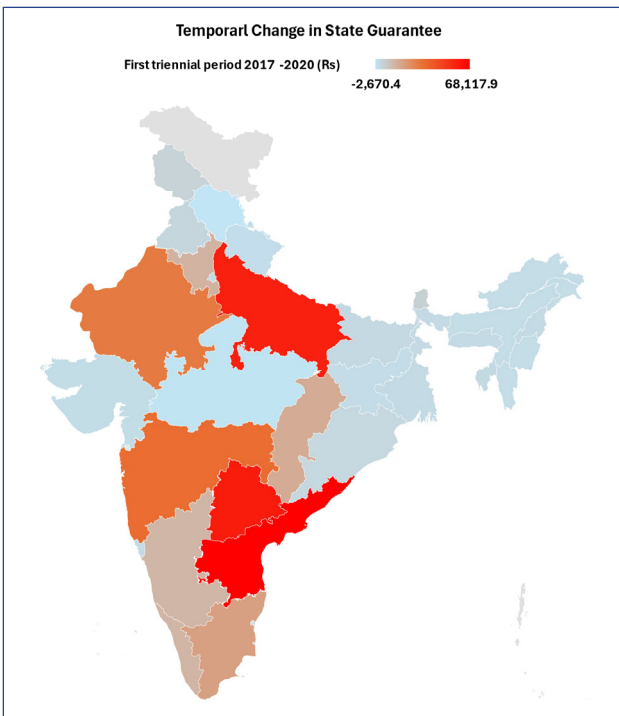 Temporarl Change in State Guarantee
First triennial period 2017 -2020 (Rs)
-2,670.4 68,117.9